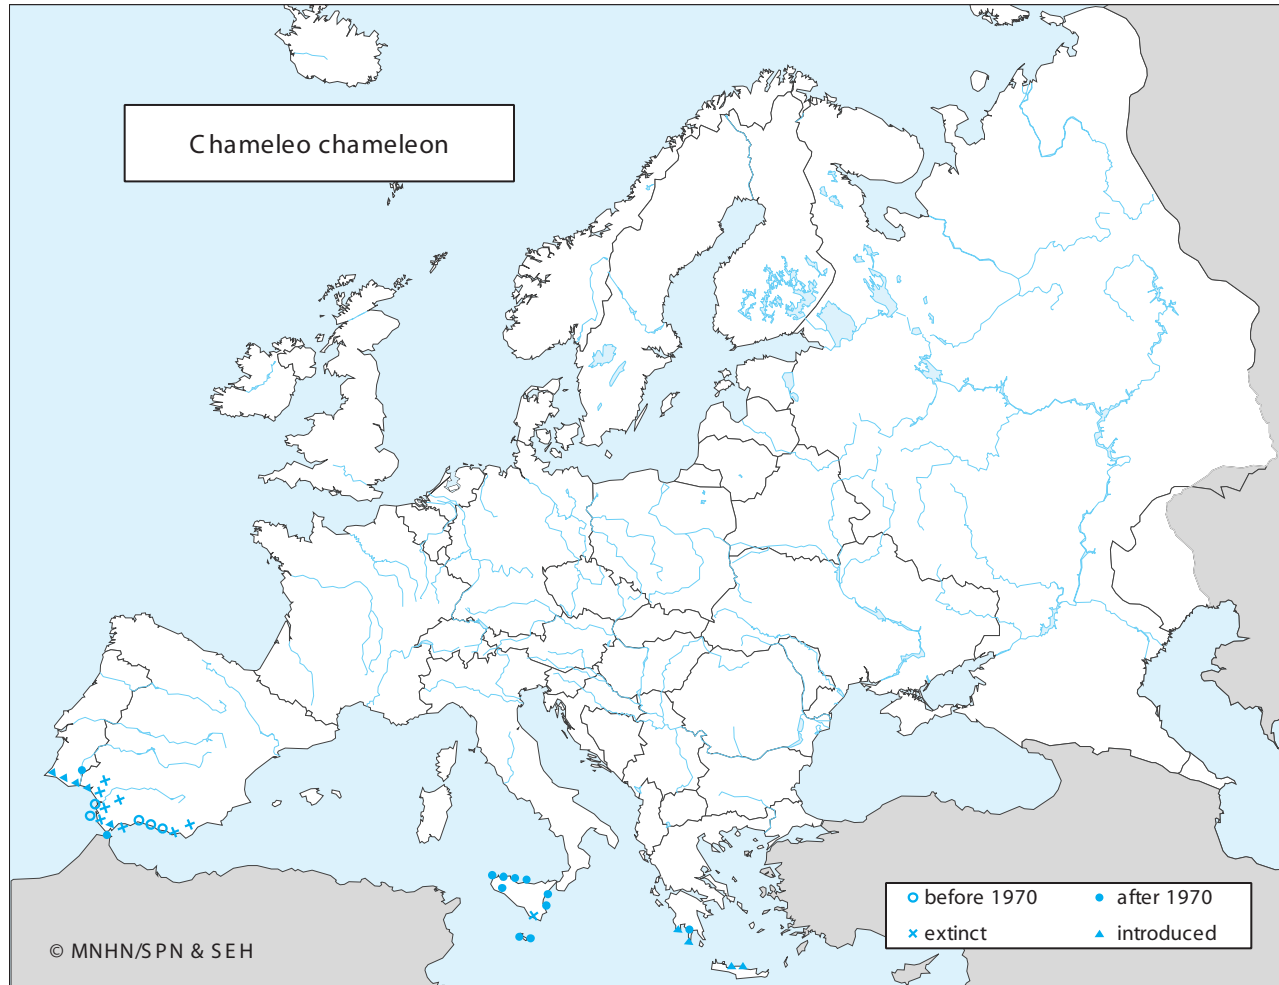 Chameleo chameleon
before 1970
after 1970
extinct
introduced
© MNHN/SPN & SEH